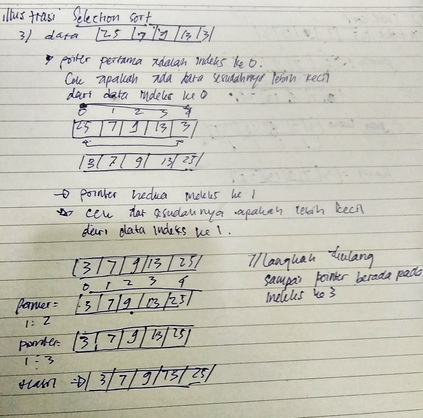 illustrasi Selection sort
3) data |25|7|9|13|3|
pointer pertama adalah indeks ke 0.
Cek apakah ada data sesudahnya lebih kecil
dari data indeks ke 0
0 1 2 3 4
|25|7|9|13|3|
|3|7|9|13|25|
→ pointer kedua indeks ke 1
→ cek dat sesudahnya apakah lebih kecil
dari data indeks ke 1.
|3|7|9|13|25|
0 1 2 3 4
pointer= |3|7|9|13|25|
i: 2
pointer= |3|7|9|13|25|
i: 3
Hasil ⇒ |3|7|9|13|25|
//langkah diulang
sampai pointer berada pada
indeks ke 3